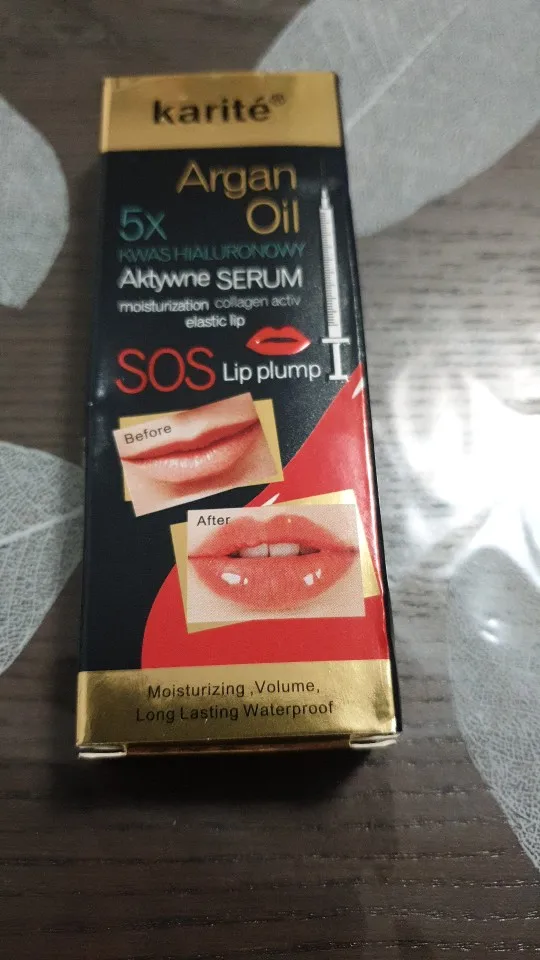 karité®
Argan
Oil
5x
KWAS HIALURONOWY
Aktywne SERUM
moisturization collagen activ
elastic lip
SOS Lip plump
Before
After
Moisturizing ,Volume,
Long Lasting Waterproof